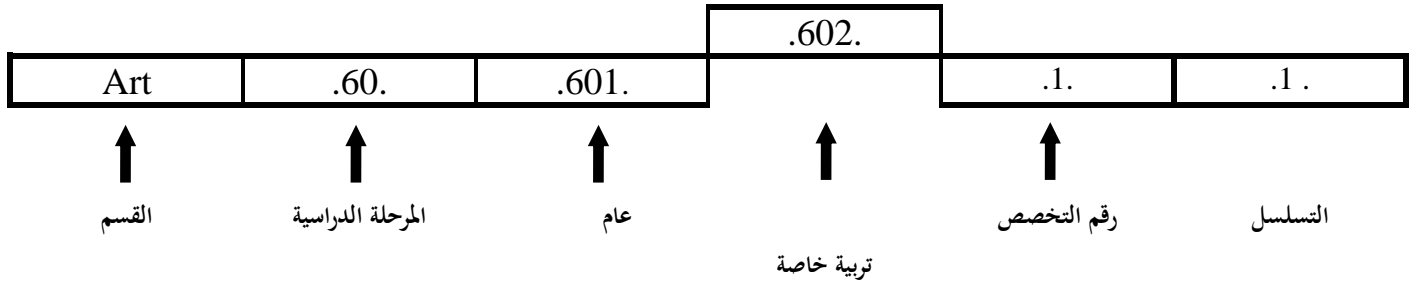 .602.
Art .60. .601. .1. .1 .
القسم المرحلة الدراسية عام رقم التخصص التسلسل
تربية خاصة